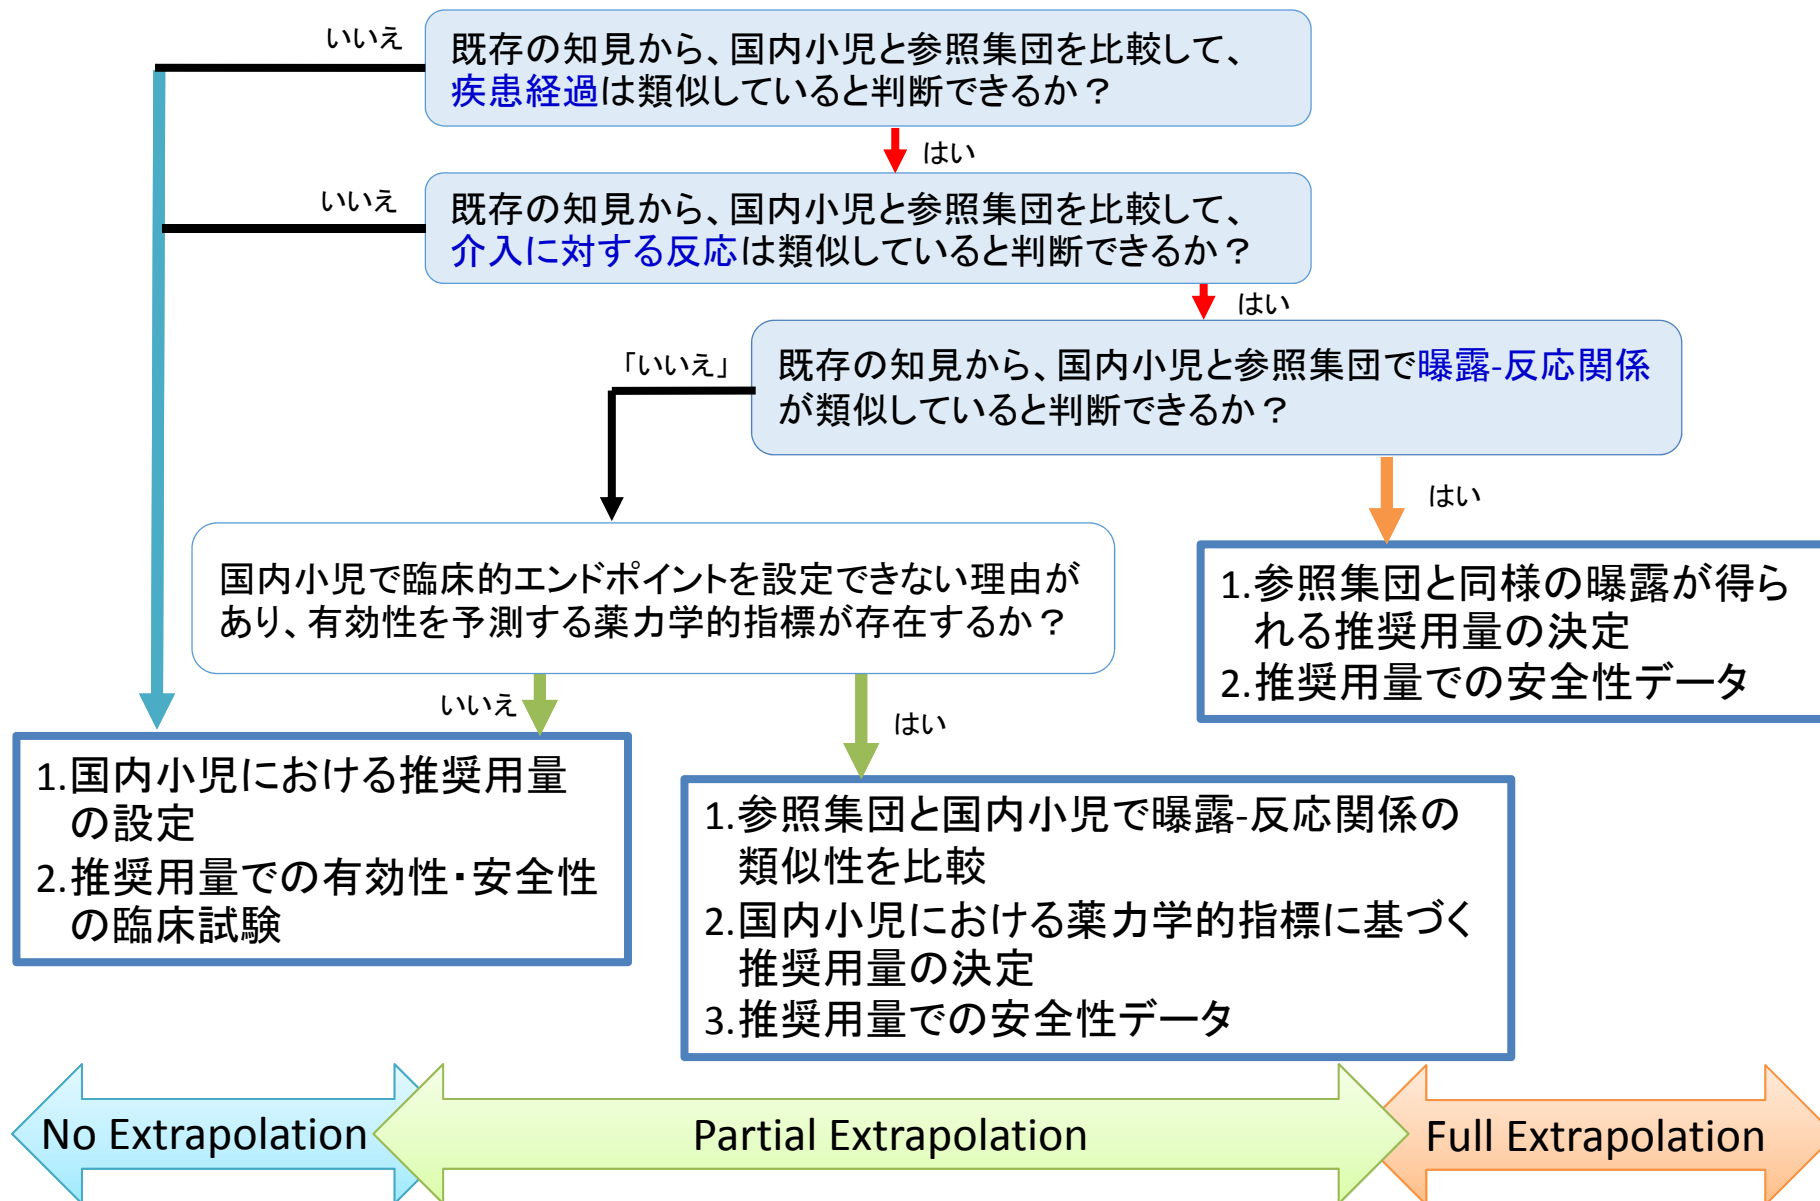 いいえ
既存の知見から、国内小児と参照集団を比較して、
疾患経過は類似していると判断できるか？
はい
いいえ
既存の知見から、国内小児と参照集団を比較して、
介入に対する反応は類似していると判断できるか？
はい
「いいえ」
既存の知見から、国内小児と参照集団で曝露-反応関係
が類似していると判断できるか？
はい
国内小児で臨床的エンドポイントを設定できない理由が
あり、有効性を予測する薬力学的指標が存在するか？
1.参照集団と同様の曝露が得ら
れる推奨用量の決定
2.推奨用量での安全性データ
いいえ
はい
1.国内小児における推奨用量
の設定
2.推奨用量での有効性・安全性
の臨床試験
1.参照集団と国内小児で曝露-反応関係の
類似性を比較
2.国内小児における薬力学的指標に基づく
推奨用量の決定
3.推奨用量での安全性データ
No Extrapolation
Partial Extrapolation
Full Extrapolation